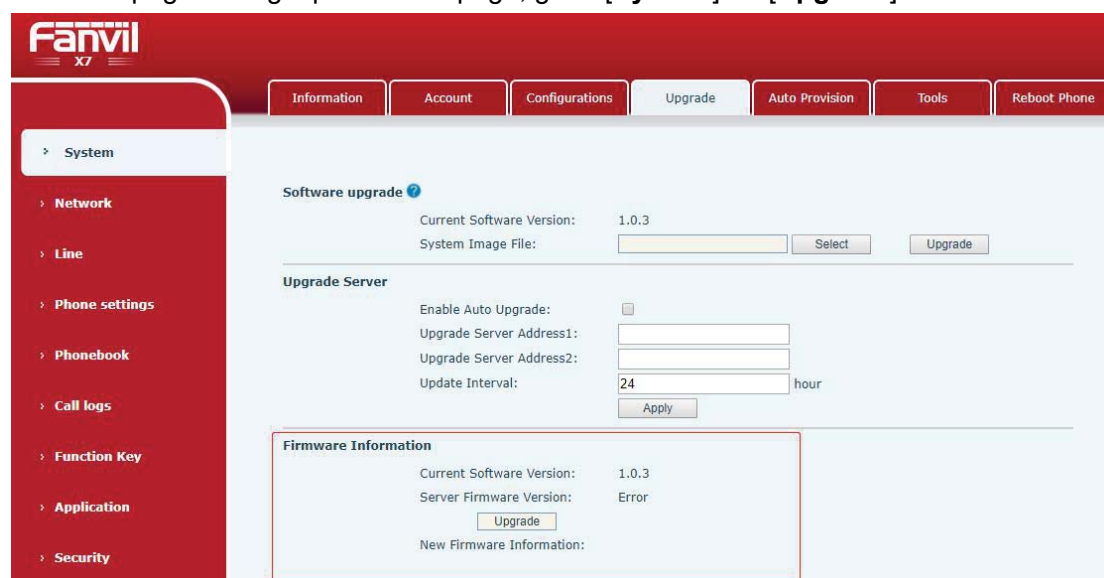 Fanvil
X7
Information Account Configurations Upgrade Auto Provision Tools Reboot Phone
System
Network
Line
Phone settings
Phonebook
Call logs
Function Key
Application
Security
Software upgrade
Current Software Version: 1.0.3
System Image File: Select Upgrade
Upgrade Server
Enable Auto Upgrade:
Upgrade Server Address1:
Upgrade Server Address2:
Update Interval: 24 hour
Apply
Firmware Information
Current Software Version: 1.0.3
Server Firmware Version: Error
Upgrade
New Firmware Information: